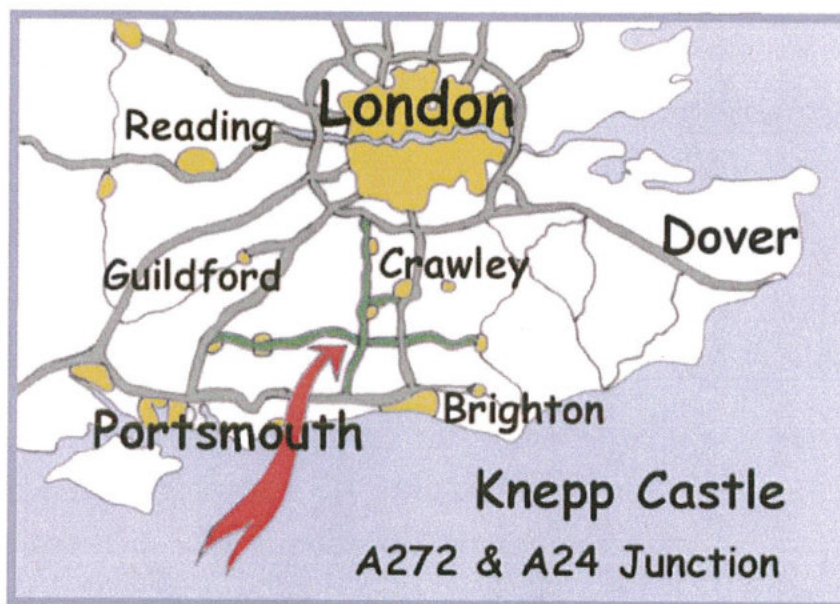 London
Reading
Dover
Guildford
Crawley
Brighton
Portsmouth
Knepp Castle
A272 & A24 Junction